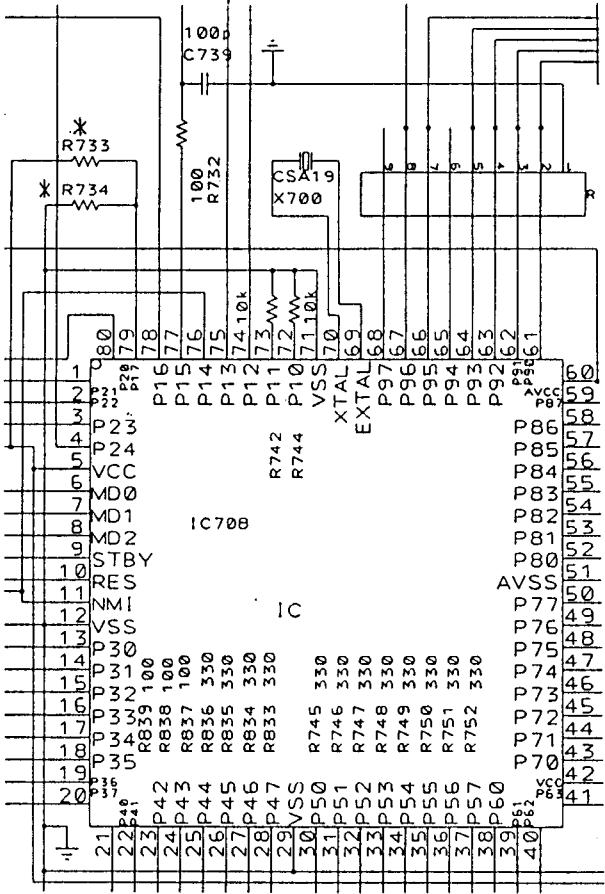 100p
C739
R733
R734
100
R732
CSA19
X700
9
8
7
6
5
4
3
2
1
R
10k
10k
80
79
78
77
76
75
74
73
72
71
70
69
68
67
66
65
64
63
62
61
P20
P17
P16
P15
P14
P13
P12
P11
P10
VSS
XTAL
EXTAL
P97
P96
P95
P94
P93
P92
P91
P90
1
2 P21
P22
3 P23
4 P24
5 VCC
6 MD0
7 MD1
8 MD2
9 STBY
10 RES
11 NMI
12 VSS
13 P30
14 P31
15 P32
16 P33
17 P34
18 P35
19 P36
20 P37
60
AVCC 59
P87
P86 58
P85 57
P84 56
P83 55
P82 54
P81 53
P80 52
AVSS 51
P77 50
P76 49
P75 48
P74 47
P73 46
P72 45
P71 44
P70 43
VCC 42
P63 41
R742
R744
IC708
IC
R839 100
R838 100
R837 100
R836 330
R835 330
R834 330
R833 330
R745 330
R746 330
R747 330
R748 330
R749 330
R750 330
R751 330
R752 330
P40
P41
P42
P43
P44
P45
P46
P47
VSS
P50
P51
P52
P53
P54
P55
P56
P57
P60
P61
P62
21
22
23
24
25
26
27
28
29
30
31
32
33
34
35
36
37
38
39
40